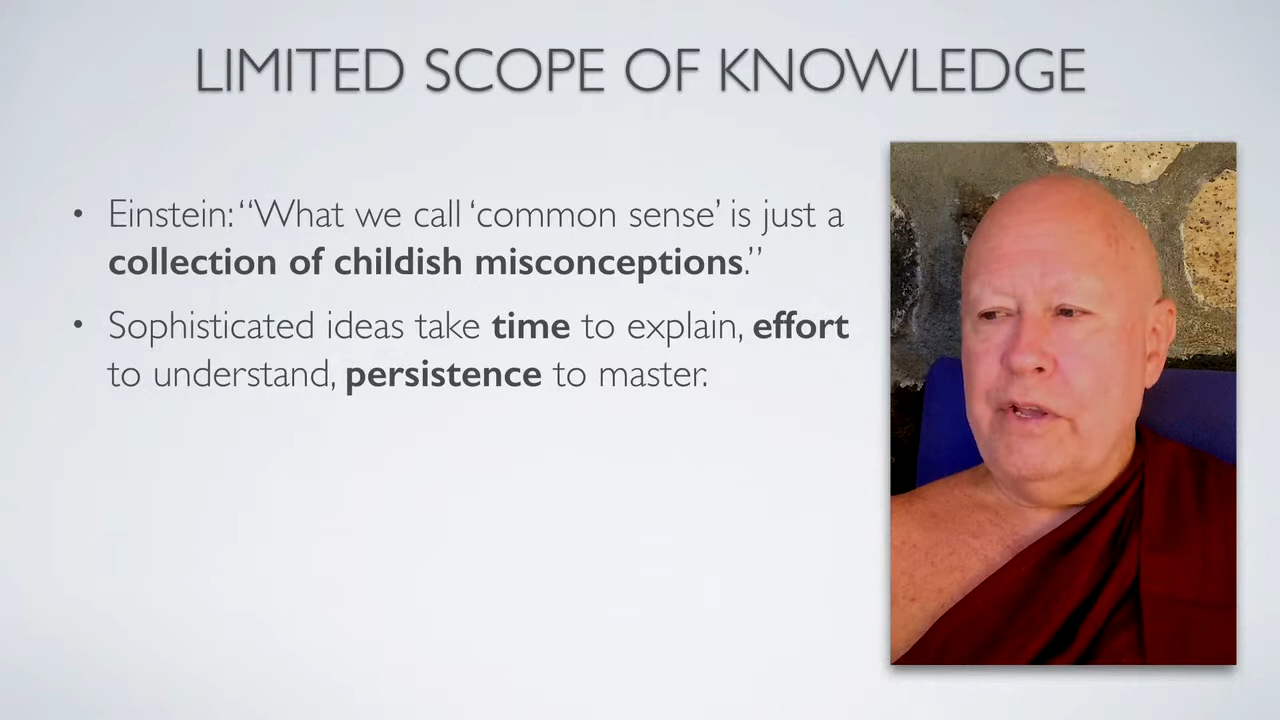 LIMITED SCOPE OF KNOWLEDGE
• Einstein: “What we call ‘common sense’ is just a
collection of childish misconceptions.”
• Sophisticated ideas take time to explain, effort
to understand, persistence to master.